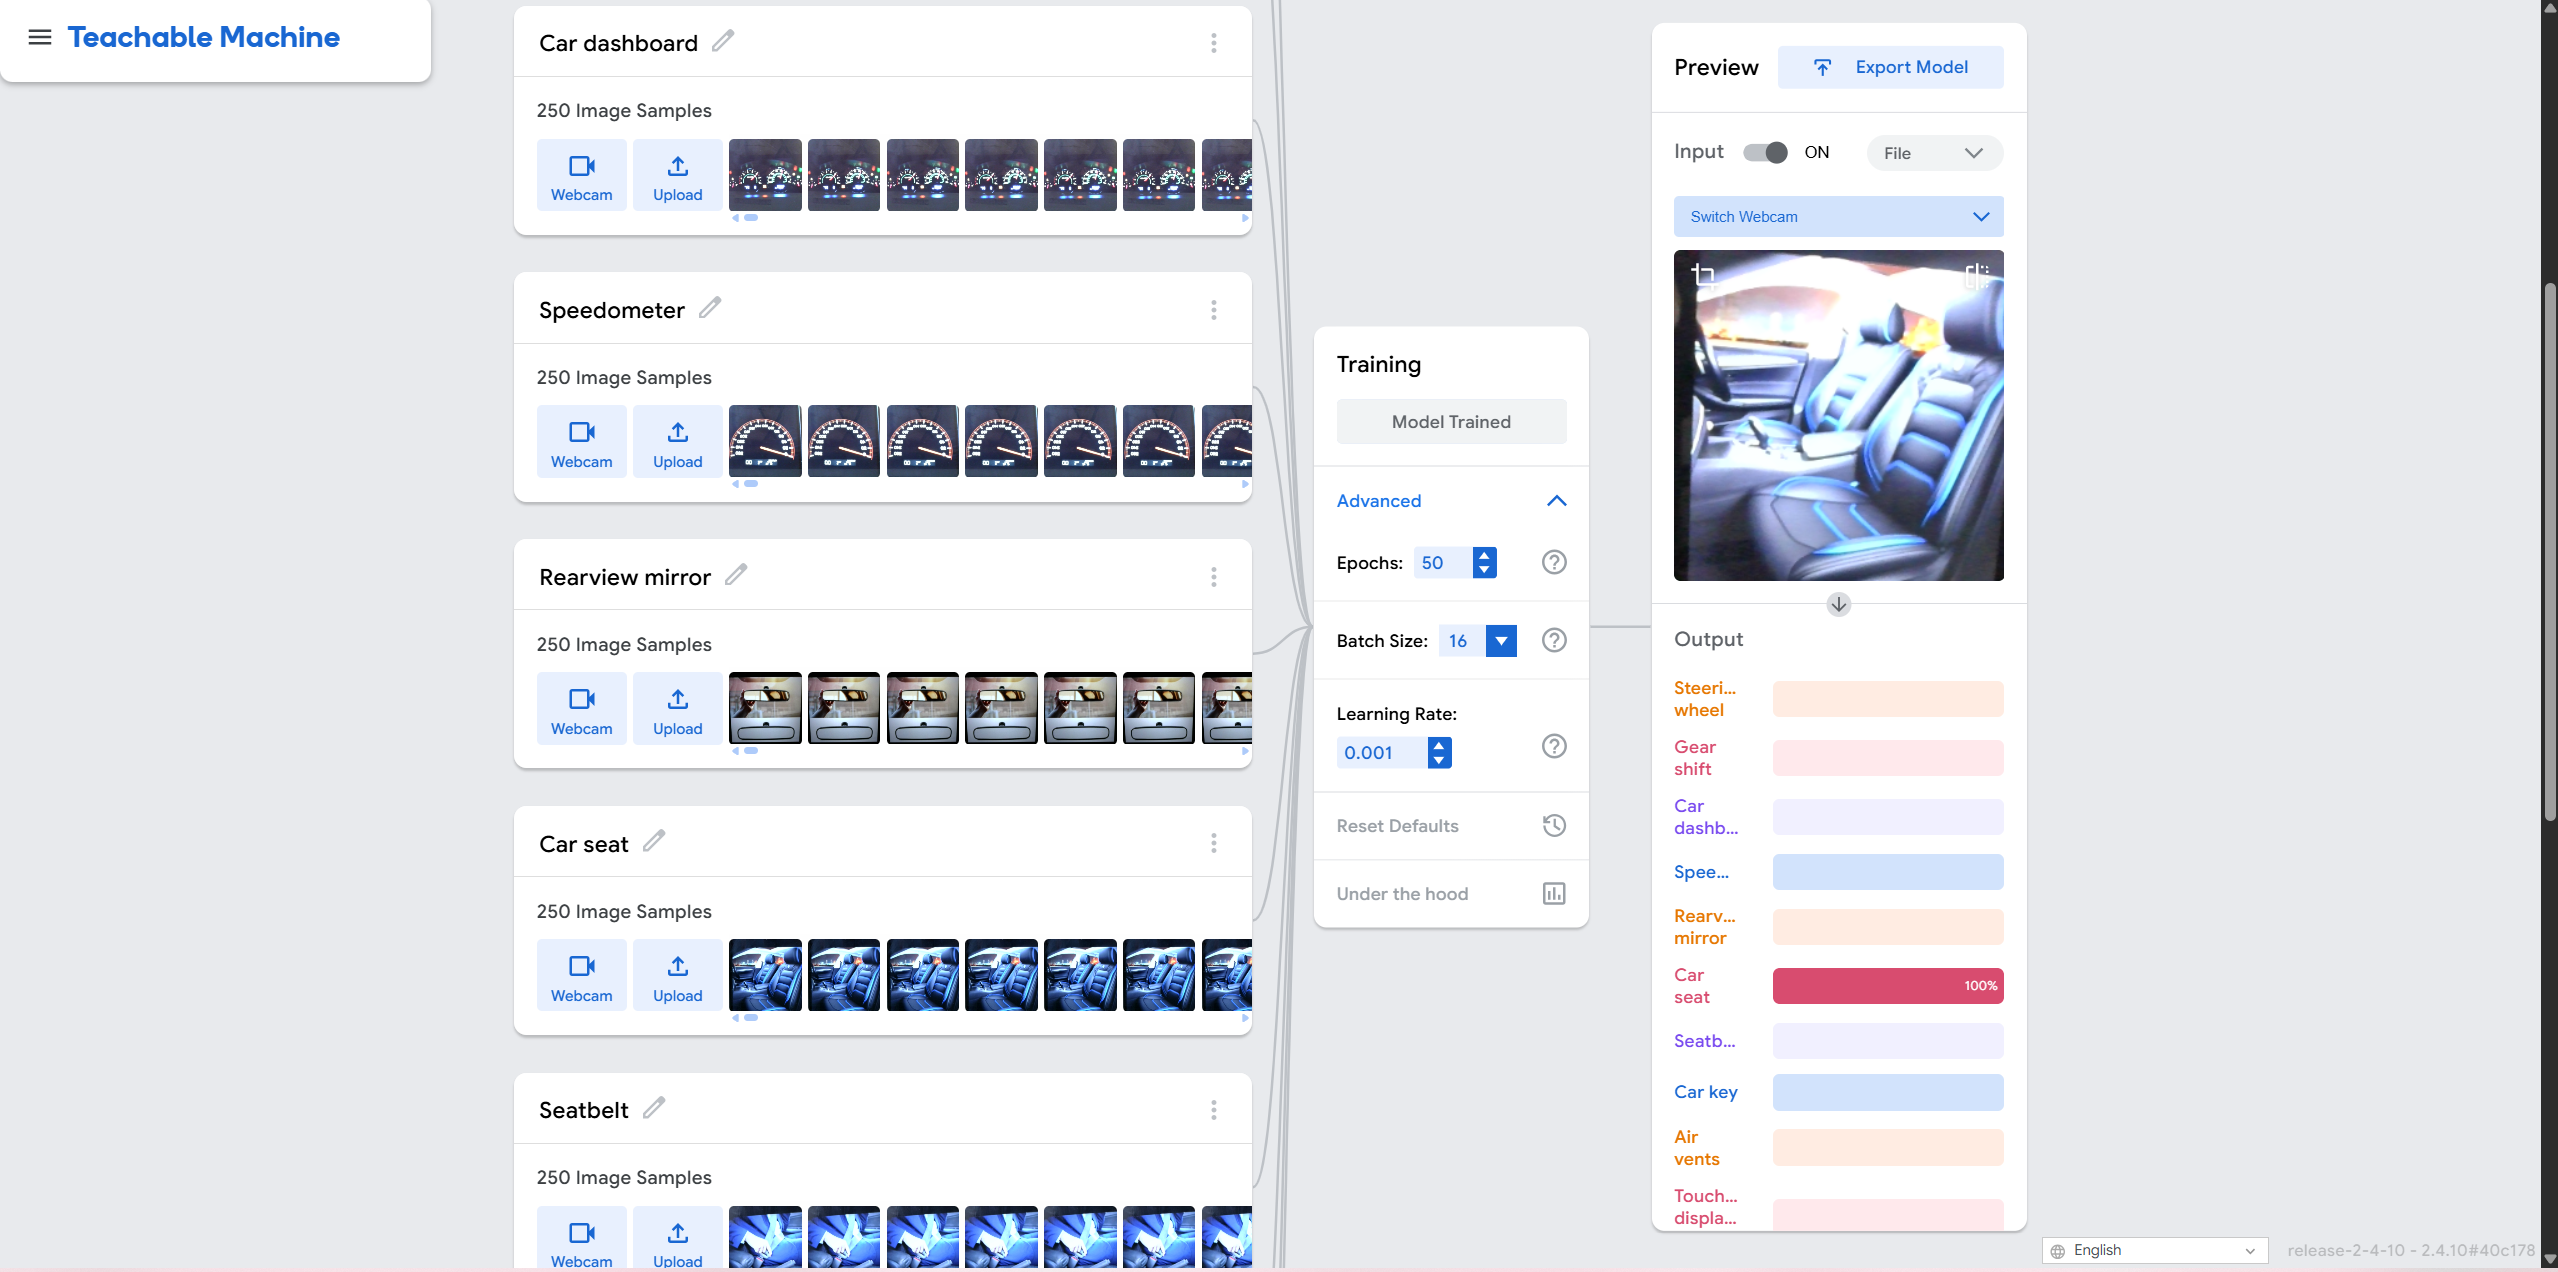 Teachable Machine
Car dashboard
250 Image Samples
Webcam
Upload
Speedometer
250 Image Samples
Webcam
Upload
Rearview mirror
250 Image Samples
Webcam
Upload
Car seat
250 Image Samples
Webcam
Upload
Seatbelt
250 Image Samples
Webcam
Upload
Training
Model Trained
Advanced
Epochs: 50
Batch Size: 16
Learning Rate:
0.001
Reset Defaults
Under the hood
Preview
Export Model
Input ON File
Switch Webcam
Output
Steeri...
wheel
Gear
shift
Car
dashb...
Spee...
Rearv...
mirror
Car
seat
100%
Seatb...
Car key
Air
vents
Touch...
displa...
English
release-2-4-10 - 2.4.10#40c178